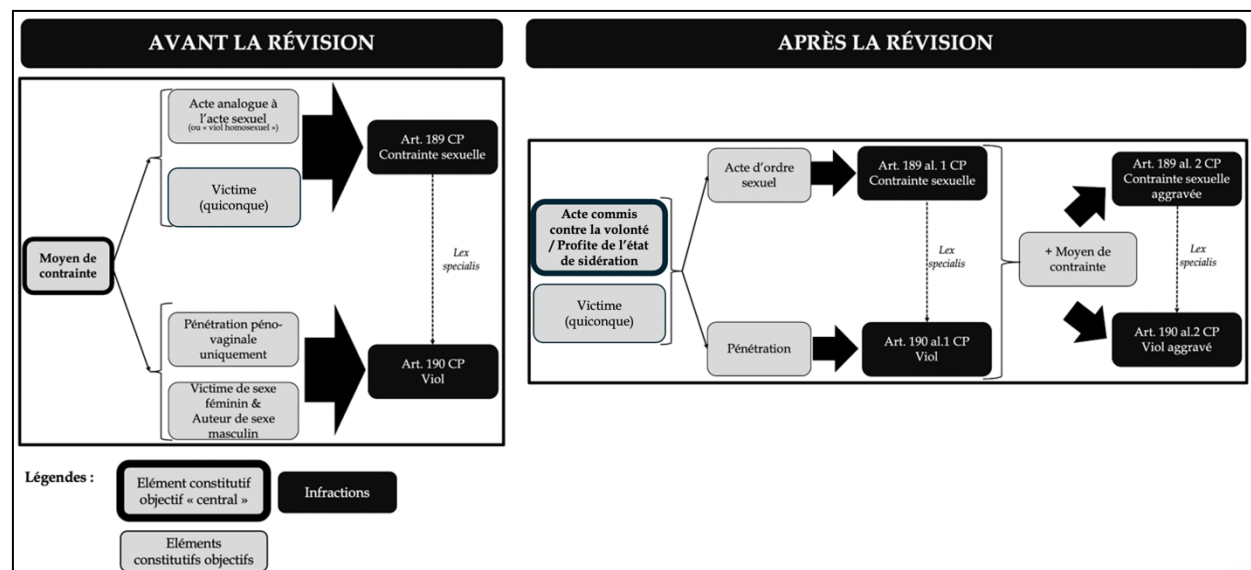 AVANT LA RÉVISION
Acte analogue à
l'acte sexuel
(ou « viol homosexuel »)
Victime
(quiconque)
Art. 189 CP
Contrainte sexuelle
Moyen de
contrainte
Lex
specialis
Pénétration péno-
vaginale
uniquement
Victime de sexe
féminin &
Auteur de sexe
masculin
Art. 190 CP
Viol
APRÈS LA RÉVISION
Acte commis
contre la volonté
/ Profite de l'état
de sidération
Victime
(quiconque)
Acte d'ordre
sexuel
Art. 189 al. 1 CP
Contrainte sexuelle
Lex
specialis
Pénétration
Art. 190 al.1 CP
Viol
+ Moyen de
contrainte
Art. 189 al. 2 CP
Contrainte sexuelle
aggravée
Lex
specialis
Art. 190 al.2 CP
Viol aggravé
Légendes :
Elément constitutif
objectif « central »
Infractions
Eléments
constitutifs objectifs